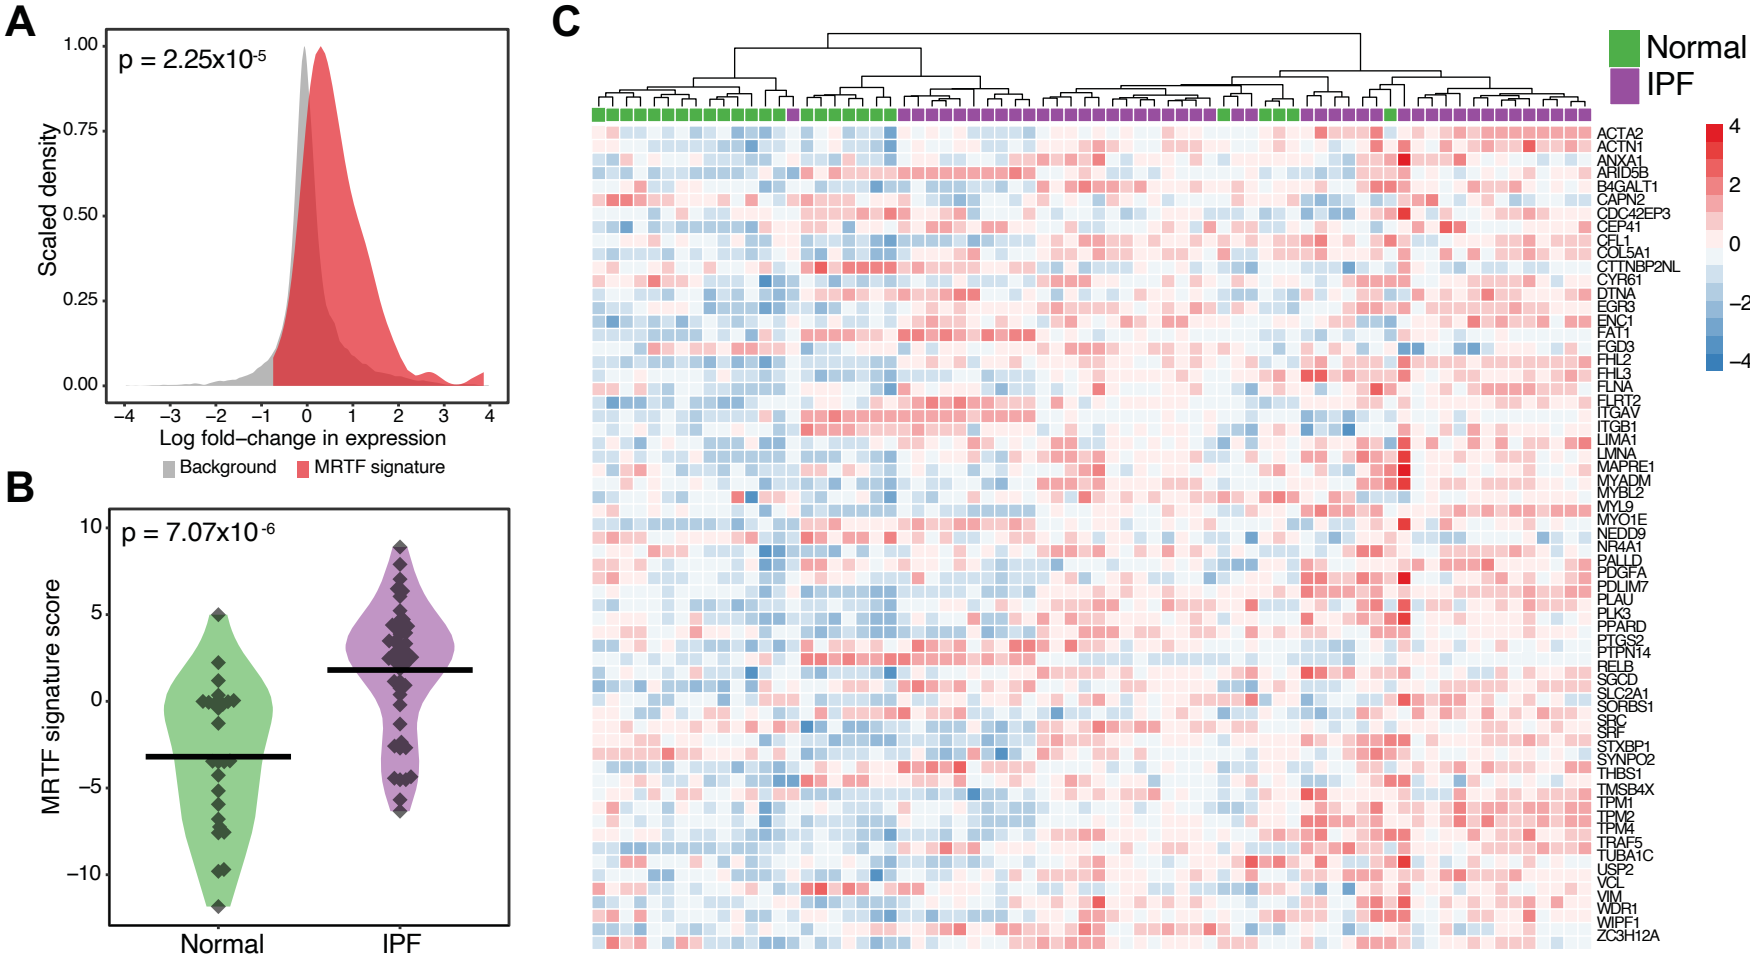 A
p = 2.25x10-5
1.00
0.75
0.50
0.25
0.00
Scaled density
−4 −3 −2 −1 0 1 2 3 4
Log fold−change in expression
Background MRTF signature
B
p = 7.07x10-6
10
5
0
−5
−10
MRTF signature score
Normal IPF
C
Normal
IPF
4
2
0
−2
−4
ACTA2
ACTN1
ANXA1
ARID5B
B4GALT1
CAPN2
CDC42EP3
CEP41
CFL1
COL5A1
CTTNBP2NL
CYR61
DTNA
EGR3
ENC1
FAT1
FGD3
FHL2
FHL3
FLNA
FLRT2
ITGAV
ITGB1
LIMA1
LMNA
MAPRE1
MYADM
MYBL2
MYL9
MYO1E
NEDD9
NR4A1
PALLD
PDGFA
PDLIM7
PLAU
PLK3
PPARD
PTGS2
PTPN14
RELB
SGCD
SLC2A1
SORBS1
SRC
SRF
STXBP1
SYNPO2
THBS1
TMSB4X
TPM1
TPM2
TPM4
TRAF5
TUBA1C
USP2
VCL
VIM
WDR1
WIPF1
ZC3H12A